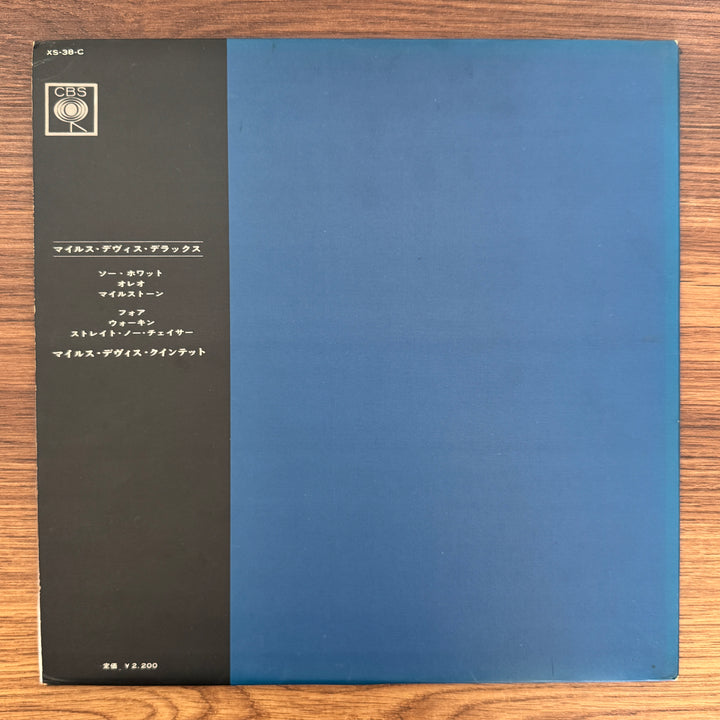 XS-38-C
CBS
マイルス・デヴィス・デラックス
ソー・ホワット
オレオ
マイルストーン
フォア
ウォーキン
ストレイト・ノー・チェイサー
マイルス・デヴィス・クインテット
定価 ¥2,200